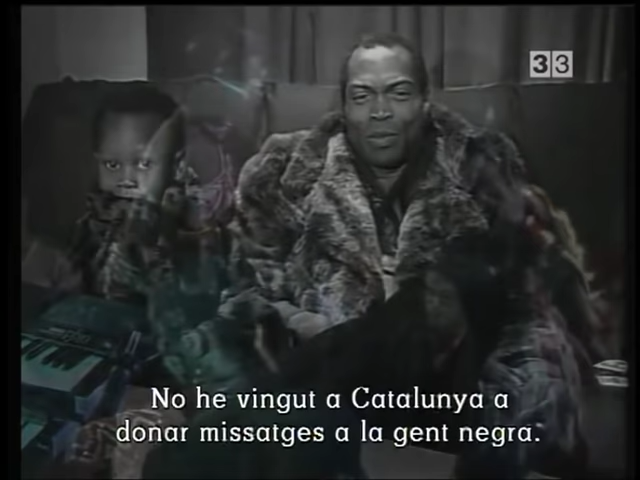 33
No he vingut a Catalunya a
donar missatges a la gent negra.